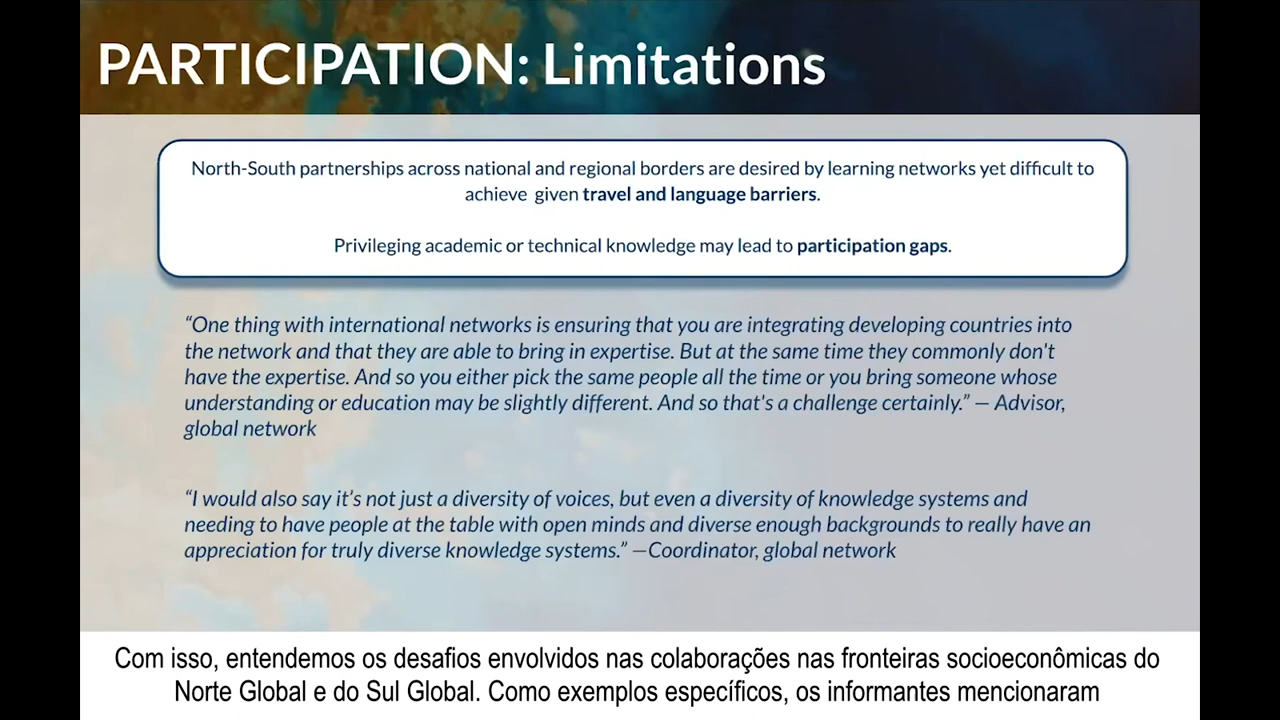 PARTICIPATION: Limitations
North-South partnerships across national and regional borders are desired by learning networks yet difficult to
achieve given travel and language barriers.
Privileging academic or technical knowledge may lead to participation gaps.
“One thing with international networks is ensuring that you are integrating developing countries into
the network and that they are able to bring in expertise. But at the same time they commonly don't
have the expertise. And so you either pick the same people all the time or you bring someone whose
understanding or education may be slightly different. And so that's a challenge certainly.” — Advisor,
global network
“I would also say it’s not just a diversity of voices, but even a diversity of knowledge systems and
needing to have people at the table with open minds and diverse enough backgrounds to really have an
appreciation for truly diverse knowledge systems.” —Coordinator, global network
Com isso, entendemos os desafios envolvidos nas colaborações nas fronteiras socioeconômicas do
Norte Global e do Sul Global. Como exemplos específicos, os informantes mencionaram